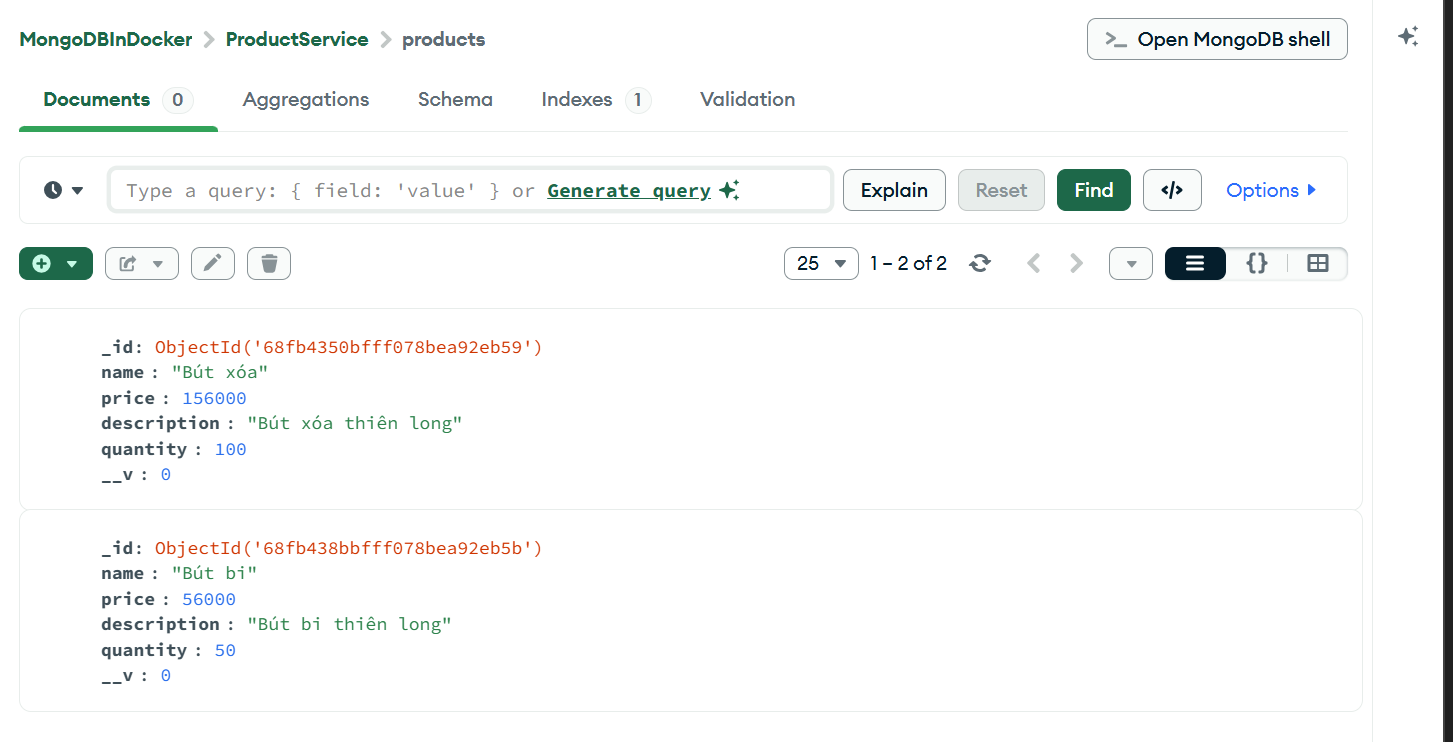 MongoDBInDocker > ProductService > products
>_ Open MongoDB shell
Documents 0 Aggregations Schema Indexes 1 Validation
Type a query: { field: 'value' } or Generate query Explain Reset Find </> Options
25 1 – 2 of 2 {}
_id: ObjectId('68fb4350bfff078bea92eb59')
name : "Bút xóa"
price : 156000
description : "Bút xóa thiên long"
quantity : 100
__v : 0
_id: ObjectId('68fb438bbfff078bea92eb5b')
name : "Bút bi"
price : 56000
description : "Bút bi thiên long"
quantity : 50
__v : 0